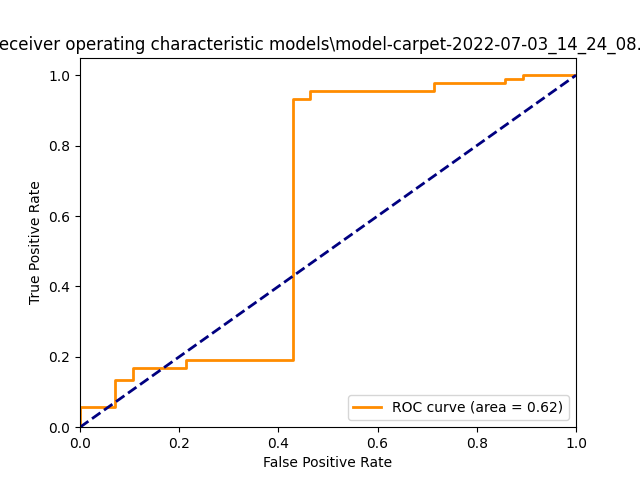 eceiver operating characteristic models\model-carpet-2022-07-03_14_24_08.
1.0
0.8
0.6
0.4
0.2
0.0
True Positive Rate
ROC curve (area = 0.62)
0.0 0.2 0.4 0.6 0.8 1.0
False Positive Rate